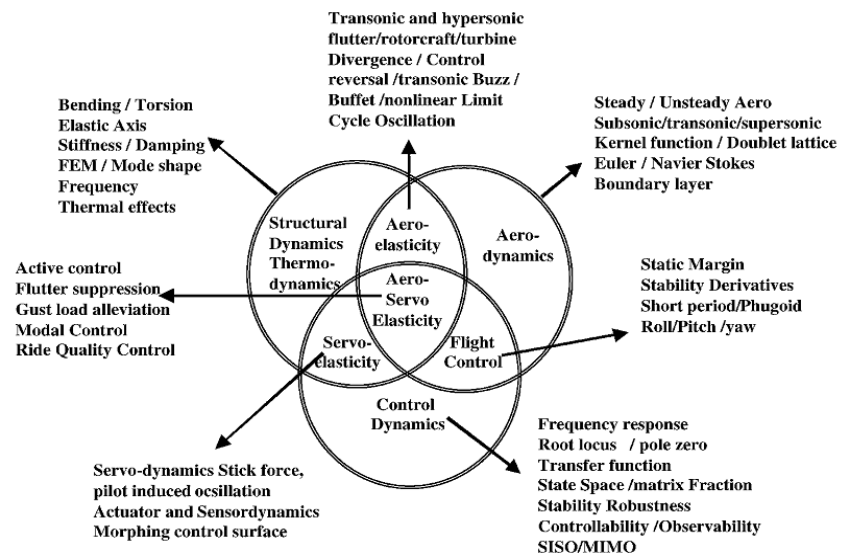 Transonic and hypersonic
flutter/rotorcraft/turbine
Divergence / Control
reversal /transonic Buzz /
Buffet /nonlinear Limit
Cycle Oscillation
Bending / Torsion
Elastic Axis
Stiffness / Damping
FEM / Mode shape
Frequency
Thermal effects
Steady / Unsteady Aero
Subsonic/transonic/supersonic
Kernel function / Doublet lattice
Euler / Navier Stokes
Boundary layer
Structural
Dynamics
Thermo-
dynamics
Aero-
elasticity
Aero-
dynamics
Active control
Flutter suppression
Gust load alleviation
Modal Control
Ride Quality Control
Aero-
Servo
Elasticity
Static Margin
Stability Derivatives
Short period/Phugoid
Roll/Pitch /yaw
Servo-
elasticity
Flight
Control
Control
Dynamics
Servo-dynamics Stick force,
pilot induced ocsillation
Actuator and Sensordynamics
Morphing control surface
Frequency response
Root locus / pole zero
Transfer function
State Space /matrix Fraction
Stability Robustness
Controllability /Observability
SISO/MIMO